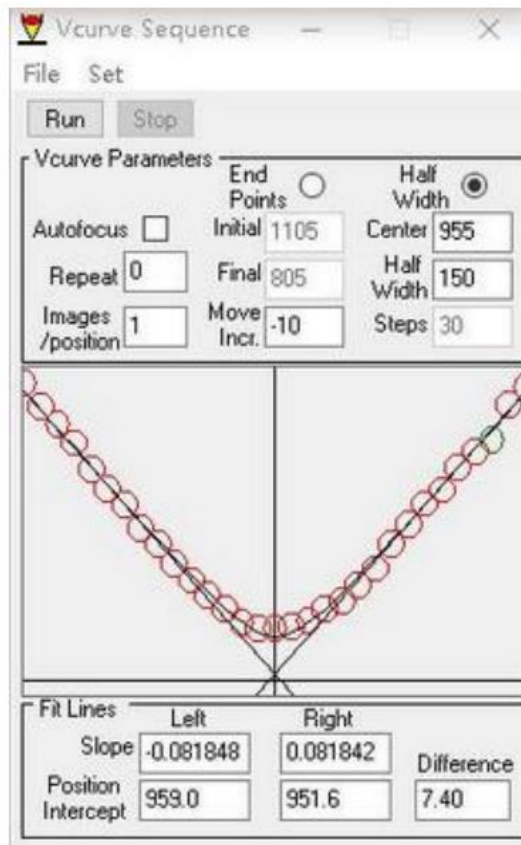 Vcurve Sequence
File Set
Run Stop
Vcurve Parameters
End Points Half Width
Autofocus Initial 1105 Center 955
Repeat 0 Final 805 Half Width 150
Images /position 1 Move Incr. -10 Steps 30
Fit Lines
Left Right
Slope -0.081848 0.081842 Difference
Position Intercept 959.0 951.6 7.40